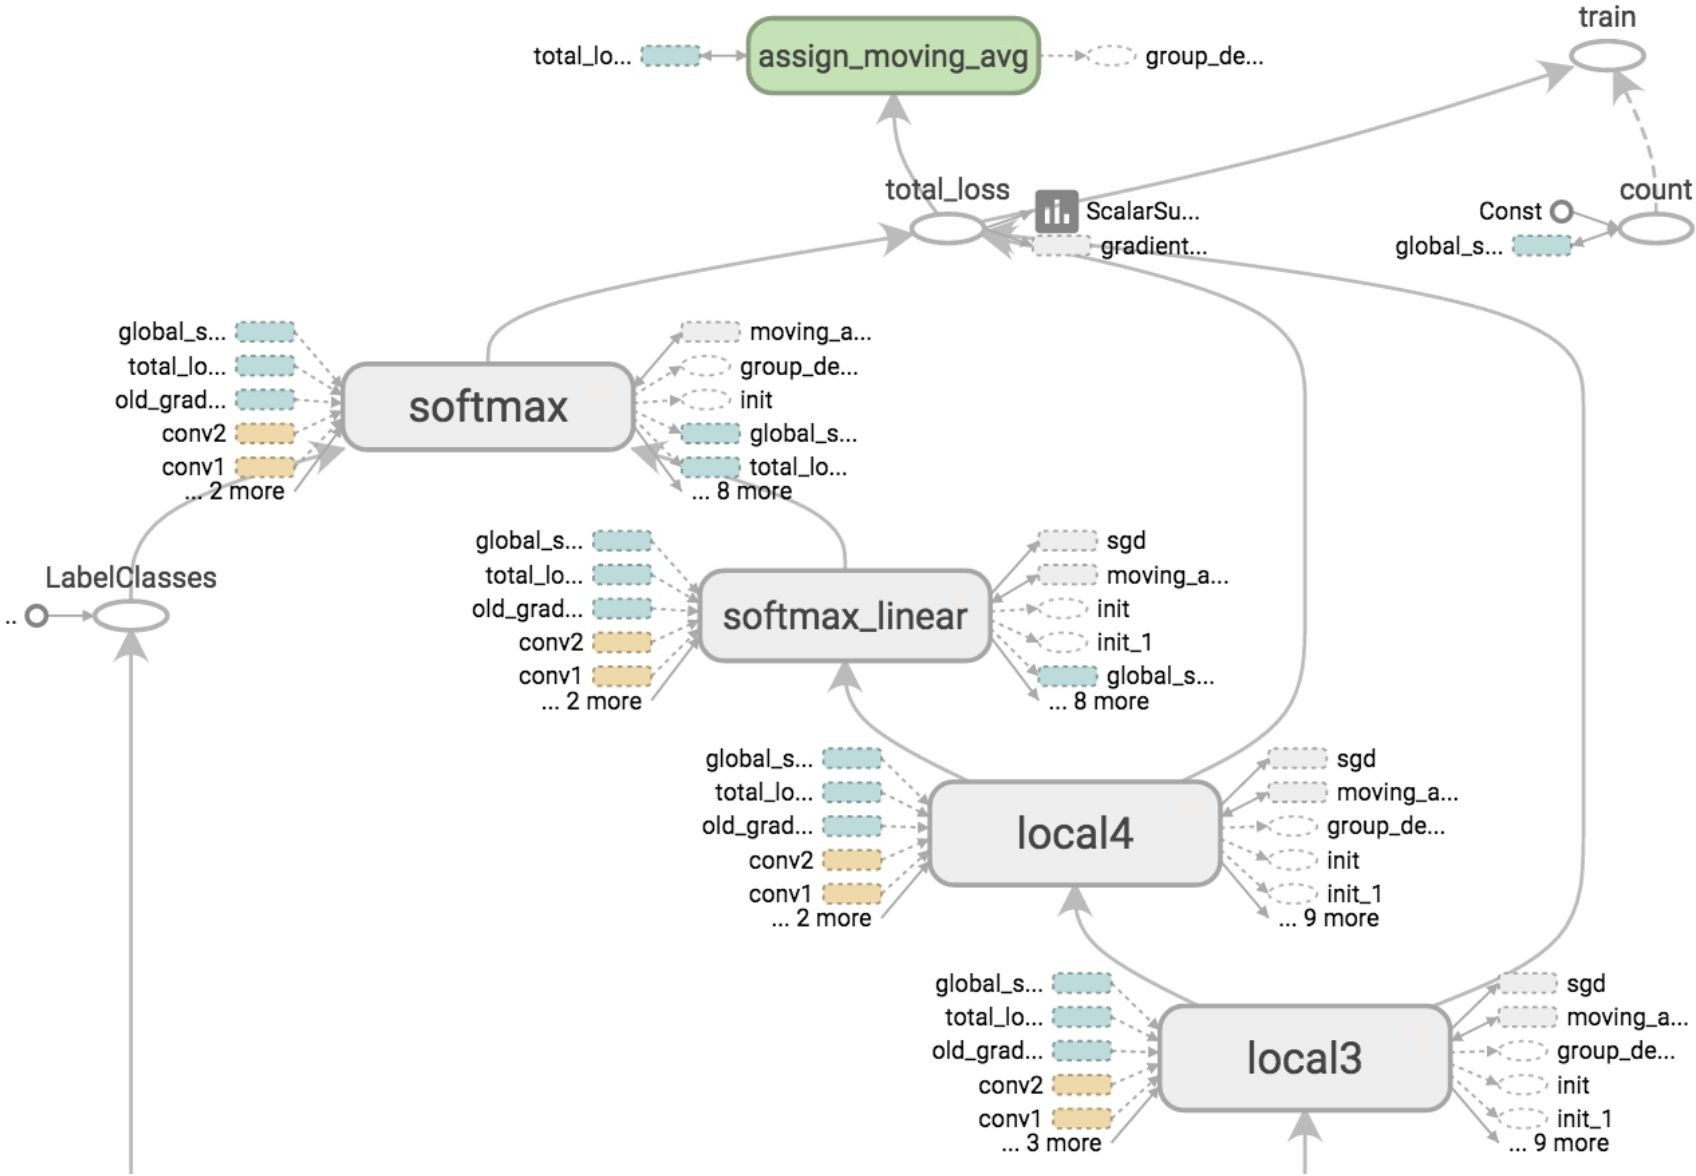 train
total_lo...
assign_moving_avg
group_de...
total_loss
ScalarSu...
gradient...
Const
count
global_s...
global_s...
total_lo...
old_grad...
conv2
conv1
... 2 more
softmax
moving_a...
group_de...
init
global_s...
total_lo...
... 8 more
LabelClasses
..
global_s...
total_lo...
old_grad...
conv2
conv1
... 2 more
softmax_linear
sgd
moving_a...
init
init_1
global_s...
... 8 more
global_s...
total_lo...
old_grad...
conv2
conv1
... 2 more
local4
sgd
moving_a...
group_de...
init
init_1
... 9 more
global_s...
total_lo...
old_grad...
conv2
conv1
... 3 more
local3
sgd
moving_a...
group_de...
init
init_1
... 9 more